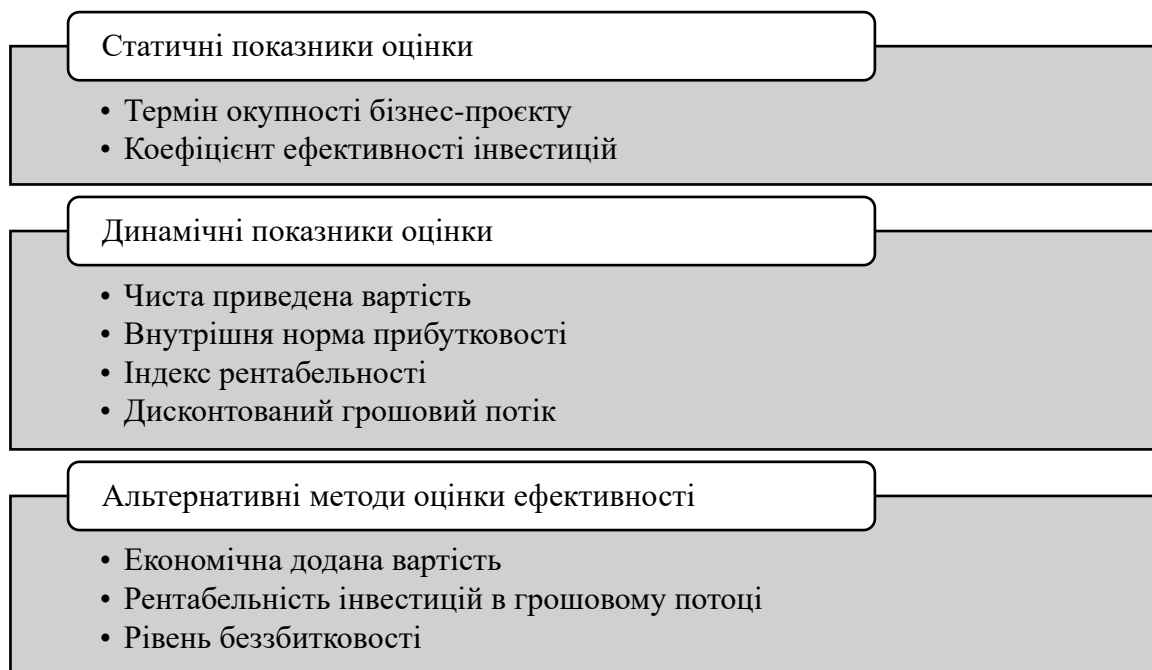 Статичні показники оцінки
• Термін окупності бізнес-проєкту
• Коефіцієнт ефективності інвестицій
Динамічні показники оцінки
• Чиста приведена вартість
• Внутрішня норма прибутковості
• Індекс рентабельності
• Дисконтований грошовий потік
Альтернативні методи оцінки ефективності
• Економічна додана вартість
• Рентабельність інвестицій в грошовому потоці
• Рівень беззбитковості